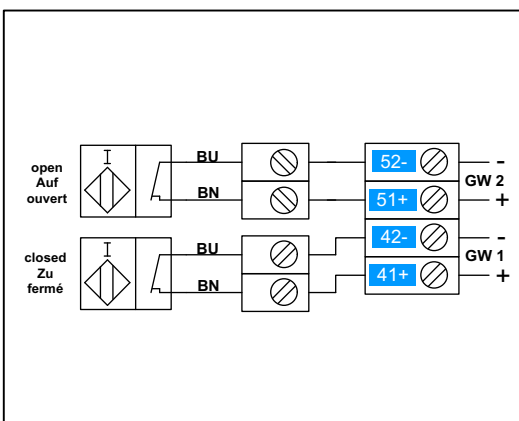 open
Auf
ouvert
I
BU
BN
52-
51+
-
GW 2
+
closed
Zu
fermé
I
BU
BN
42-
41+
-
GW 1
+